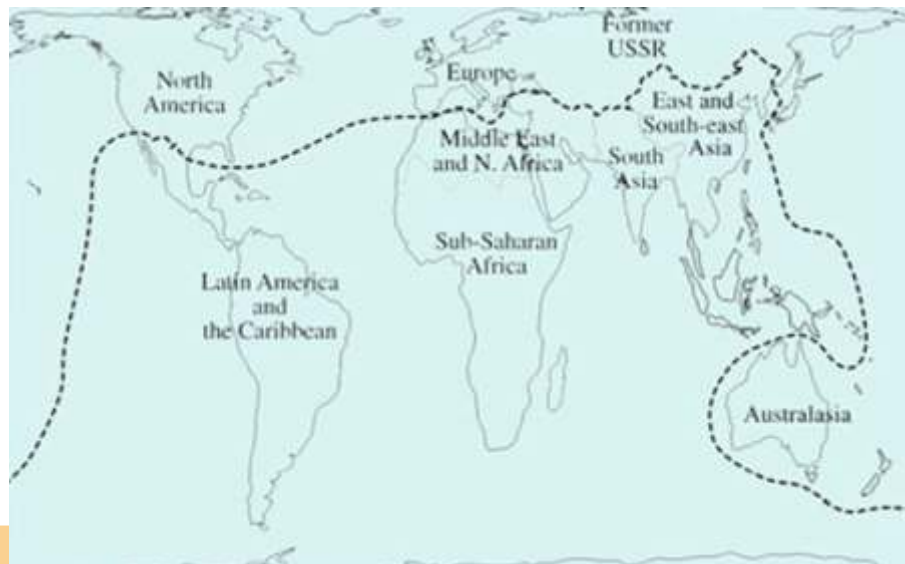 Former
USSR
North
America
Europe
East and
South-east
Asia
Middle East
and N. Africa
South
Asia
Sub-Saharan
Africa
Latin America
and
the Caribbean
Australasia